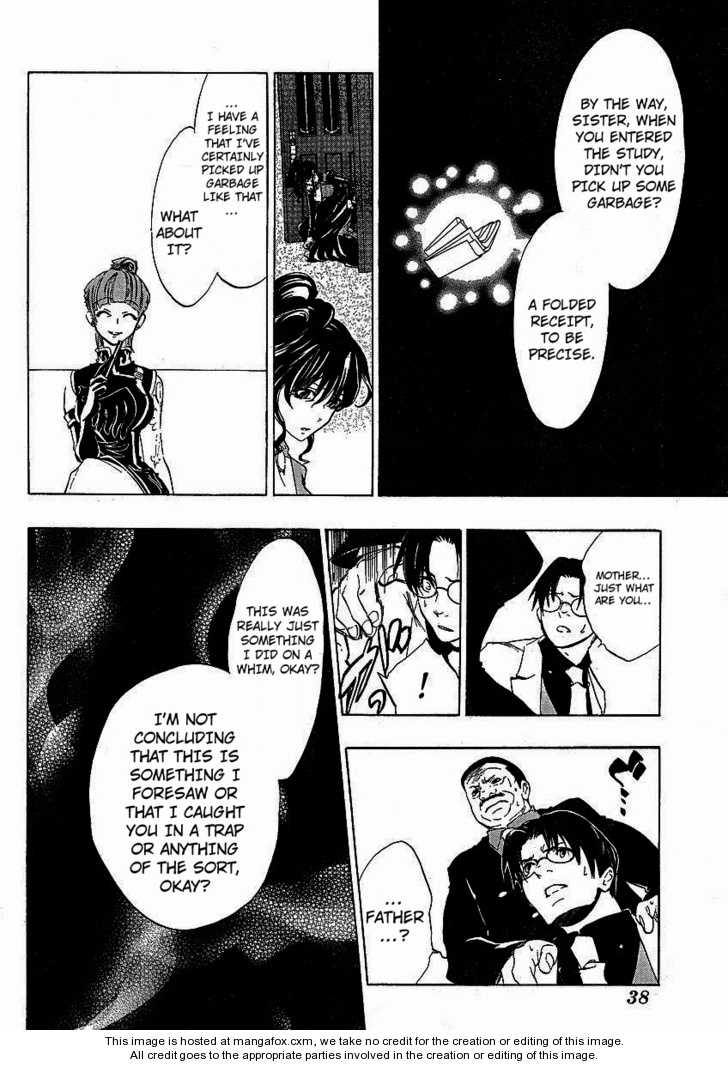 BY THE WAY,
SISTER, WHEN
YOU ENTERED
THE STUDY,
DIDN'T YOU
PICK UP SOME
GARBAGE?
A FOLDED
RECEIPT,
TO BE
PRECISE.
...
I HAVE A
FEELING
THAT I'VE
CERTAINLY
PICKED UP
GARBAGE
LIKE THAT
...
WHAT
ABOUT
IT?
MOTHER...
JUST WHAT
ARE YOU...
!
...
FATHER
...?
THIS WAS
REALLY JUST
SOMETHING
I DID ON A
WHIM, OKAY?
I'M NOT
CONCLUDING
THAT THIS IS
SOMETHING I
FORESAW OR
THAT I CAUGHT
YOU IN A TRAP
OR ANYTHING
OF THE SORT,
OKAY?
38
This image is hosted at mangafox.cxm, we take no credit for the creation or editing of this image.
All credit goes to the appropriate parties involved in the creation or editing of this image.